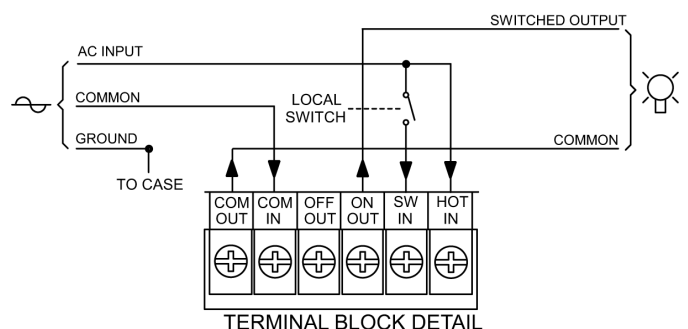 SWITCHED OUTPUT
AC INPUT
COMMON
LOCAL
SWITCH
GROUND
COMMON
TO CASE
COM OUT
COM IN
OFF OUT
ON OUT
SW IN
HOT IN
TERMINAL BLOCK DETAIL